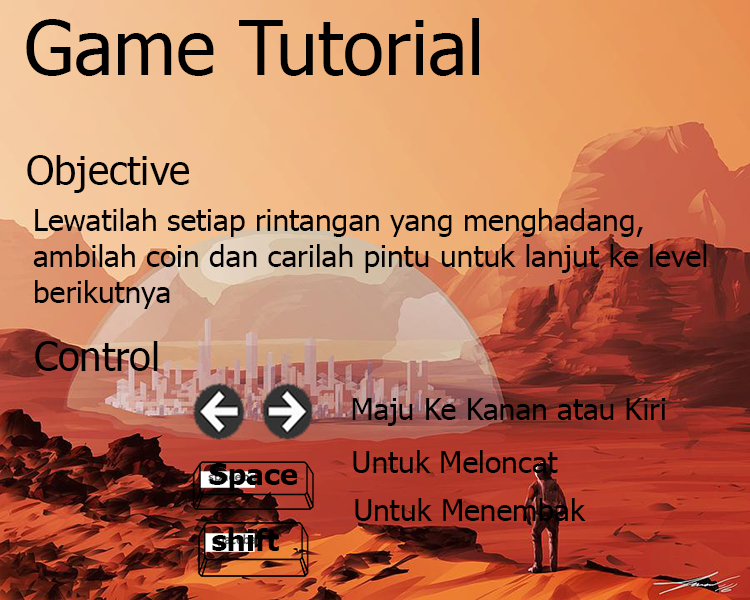 Game Tutorial
Objective
Lewatilah setiap rintangan yang menghadang,
ambilah coin dan carilah pintu untuk lanjut ke level
berikutnya
Control
Maju Ke Kanan atau Kiri
Space
Untuk Meloncat
shift
Untuk Menembak